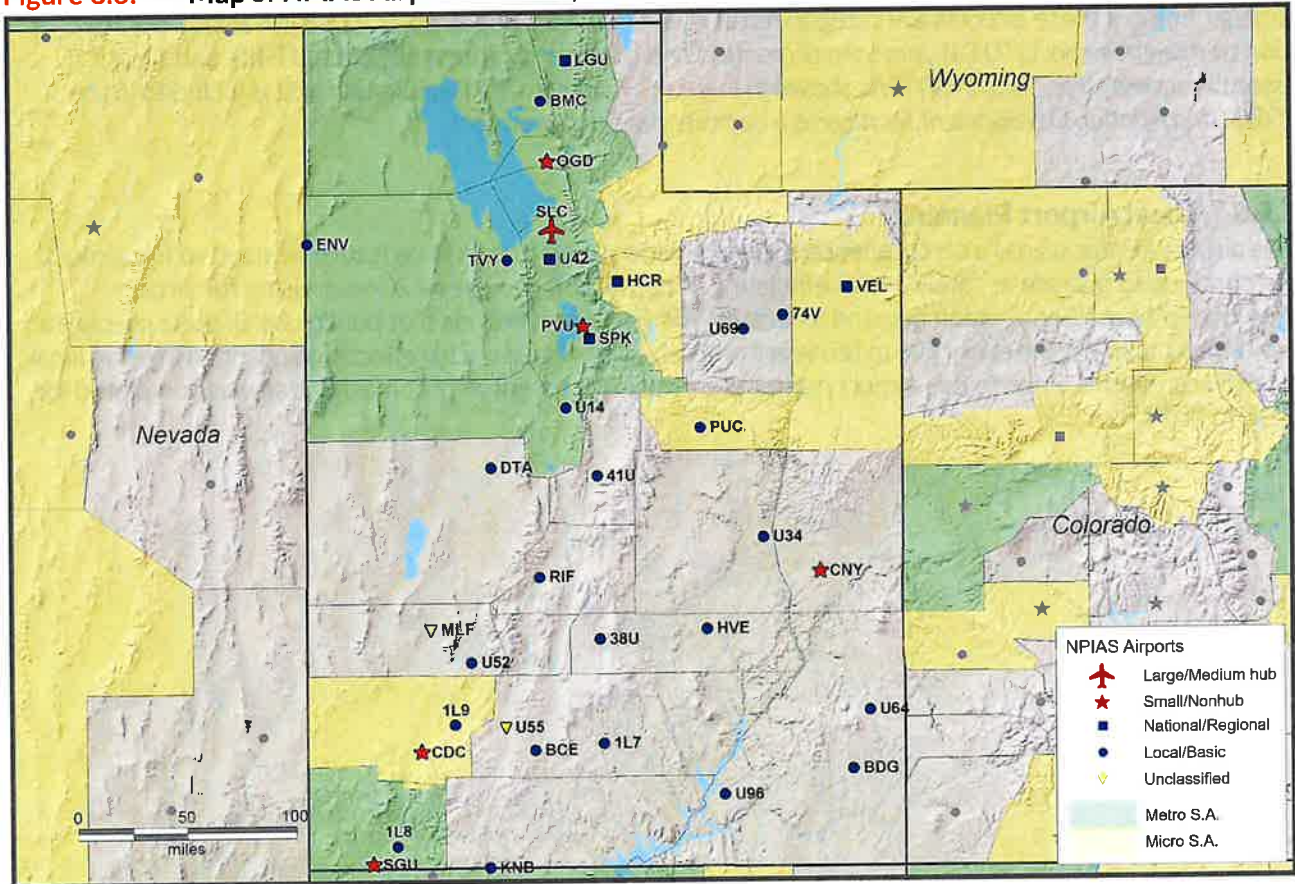 Wyoming
LGU
BMC
OGD
SLC
ENV
TVY
U42
HCR
VEL
74V
PVU
SPK
U69
U14
PUC
Nevada
DTA
41U
Colorado
U34
RIF
CNY
MLF
38U
HVE
U52
NPIAS Airports
Large/Medium hub
Small/Nonhub
National/Regional
Local/Basic
Unclassified
Metro S.A.
Micro S.A.
1L9
U55
U64
CDC
BCE
1L7
BDG
U96
0 50 100
miles
1L8
SGU
KNB